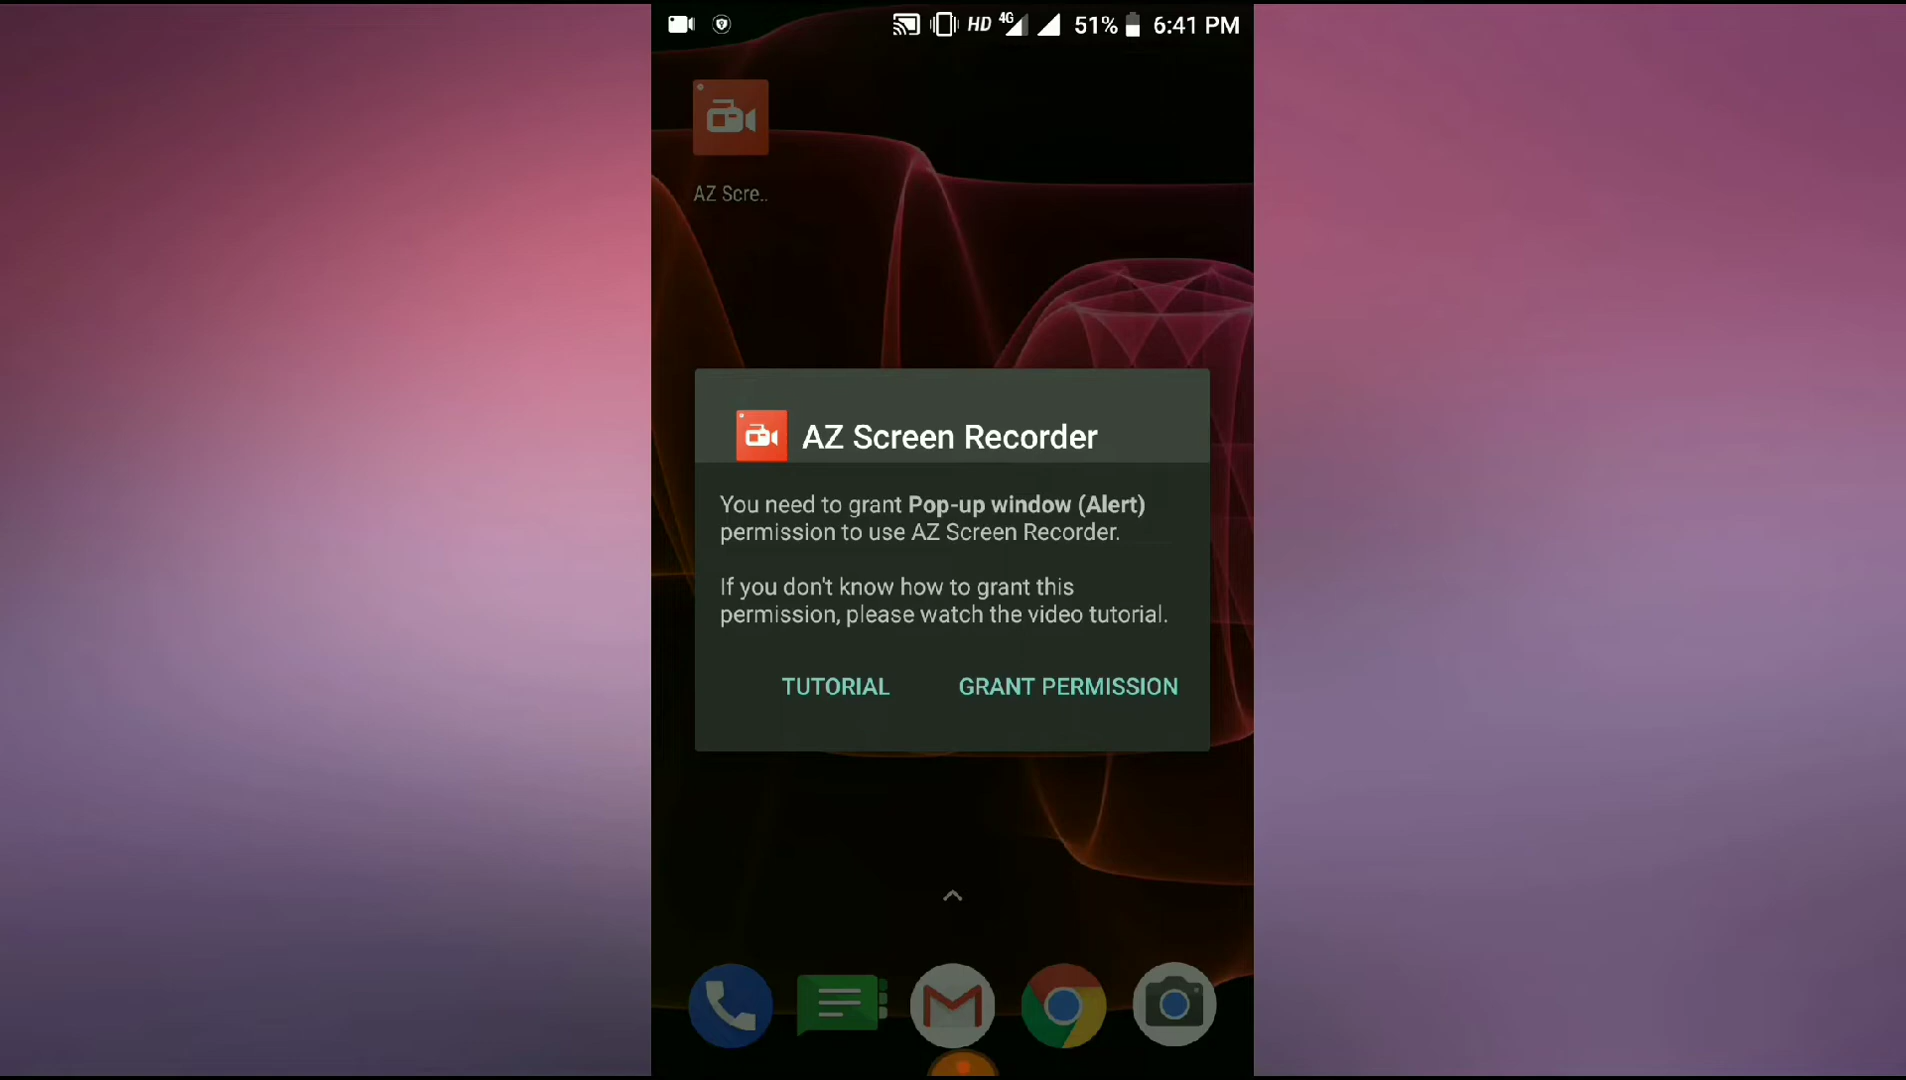 HD 4G 51% 6:41 PM
AZ Scre..
AZ Screen Recorder
You need to grant Pop-up window (Alert)
permission to use AZ Screen Recorder.
If you don't know how to grant this
permission, please watch the video tutorial.
TUTORIAL GRANT PERMISSION